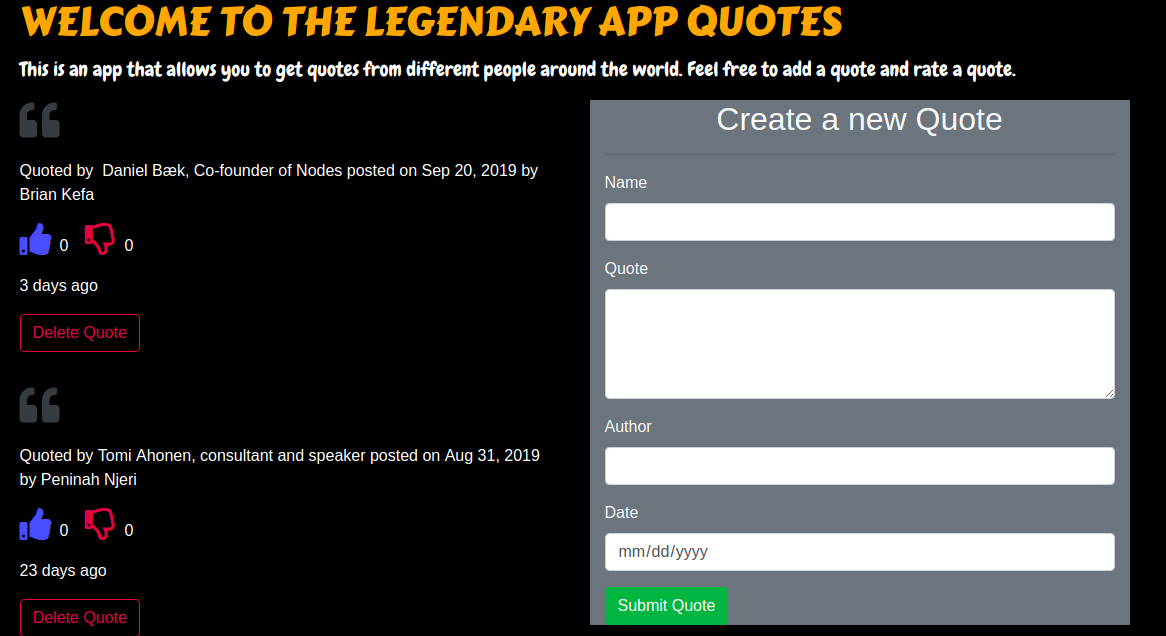 WELCOME TO THE LEGENDARY APP QUOTES
This is an app that allows you to get quotes from different people around the world. Feel free to add a quote and rate a quote.
Quoted by  Daniel Bæk, Co-founder of Nodes posted on Sep 20, 2019 by
Brian Kefa
0 0
3 days ago
Delete Quote
Quoted by Tomi Ahonen, consultant and speaker posted on Aug 31, 2019
by Peninah Njeri
0 0
23 days ago
Delete Quote
Create a new Quote
Name
Quote
Author
Date
mm/dd/yyyy
Submit Quote